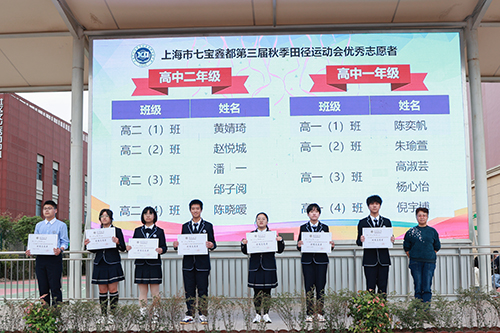 上海市七宝鑫都第三届秋季田径运动会优秀志愿者
高中二年级
班级 姓名
高二（1）班 黄婧琦
高二（2）班 赵悦城
潘 一
高二（3）班 邰子阅
高二（4）班 陈晓暧
高中一年级
班级 姓名
高一（1）班 陈奕帆
高一（2）班 朱瑜萱
高淑芸
高一（3）班 杨心怡
高一（4）班 倪宝博